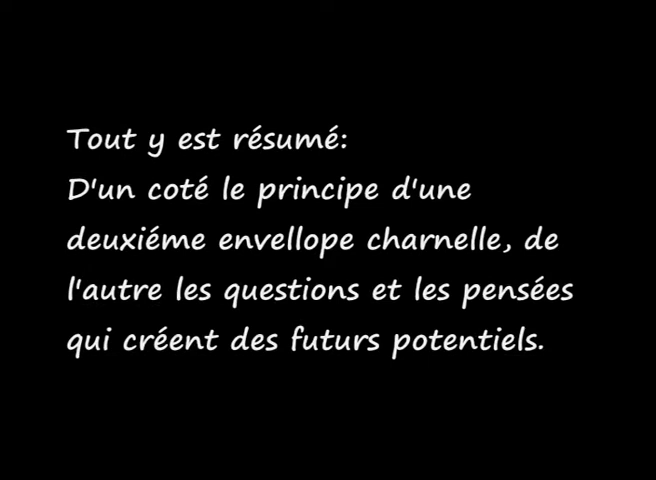 Tout y est résumé:
D'un coté le principe d'une
deuxiéme envellope charnelle, de
l'autre les questions et les pensées
qui créent des futurs potentiels.